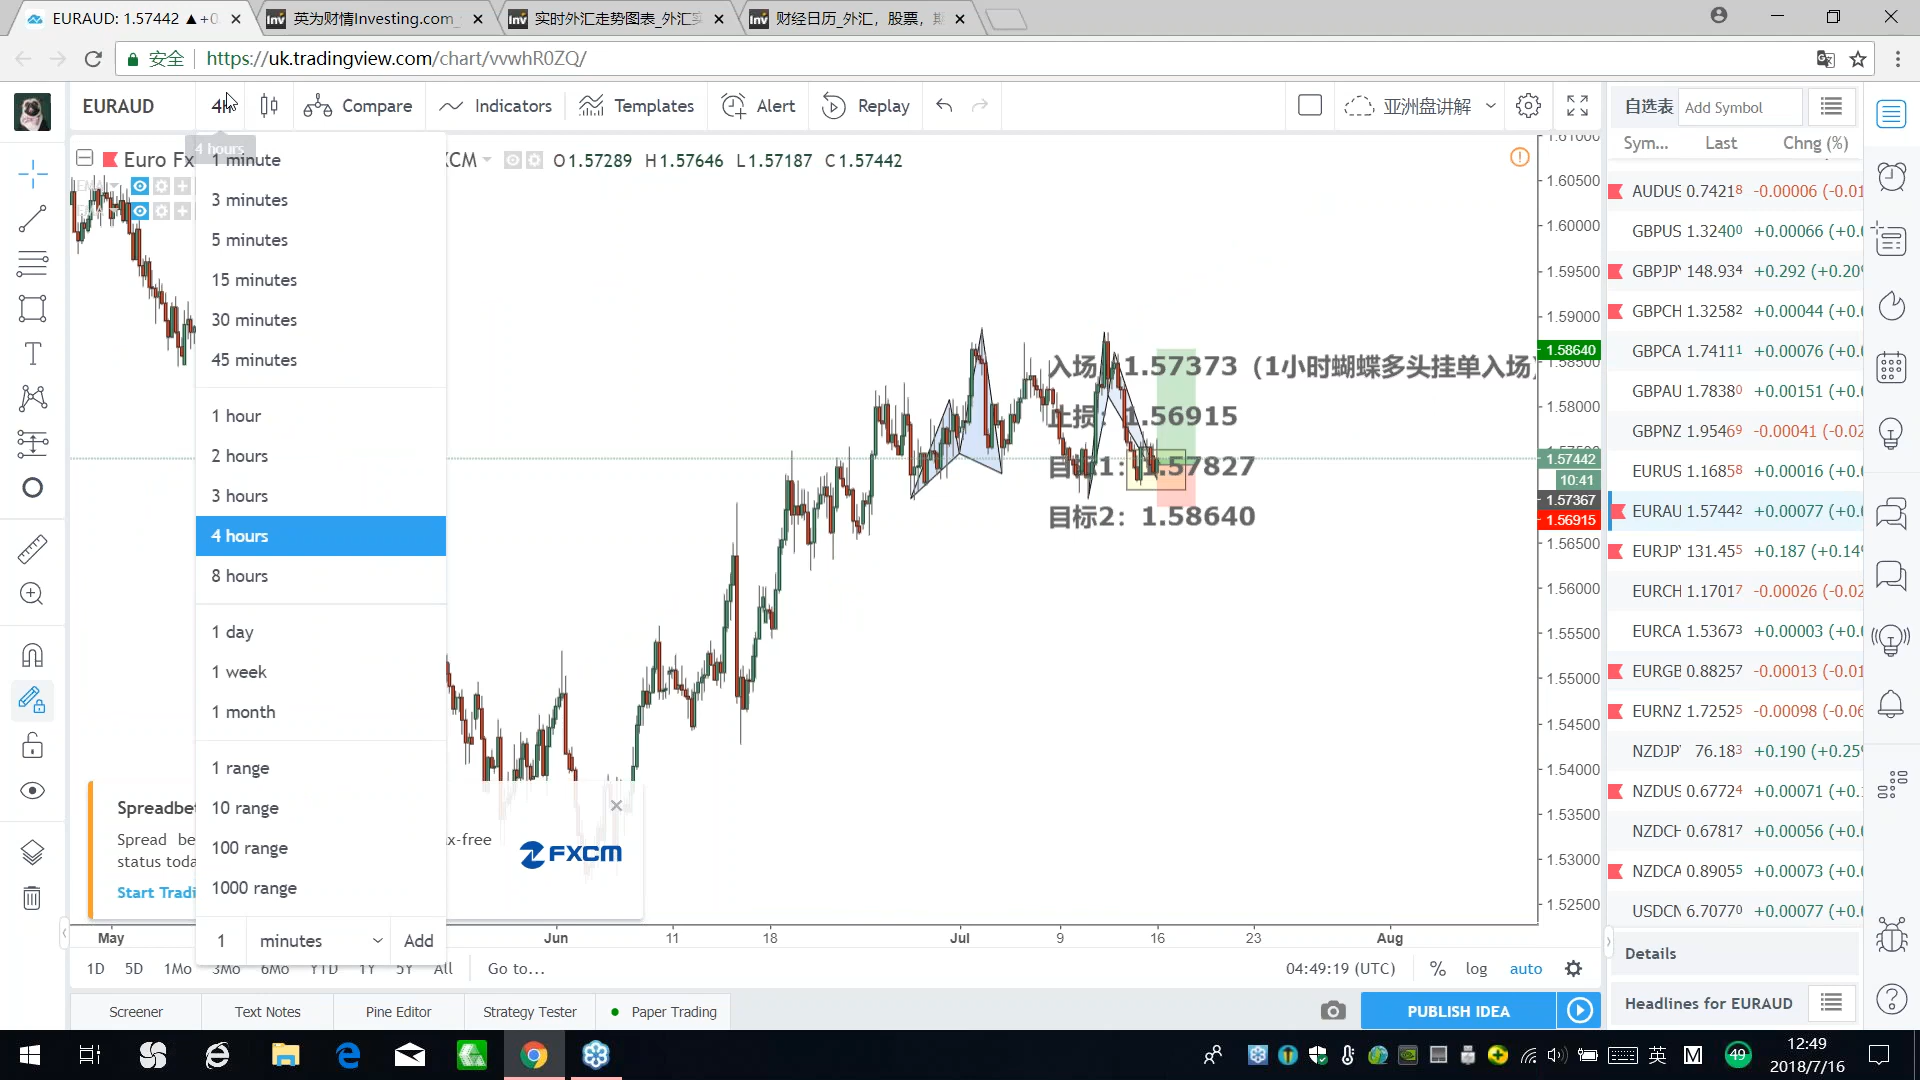 EURAUD: 1.57442 ▲+0
英为财情Investing.com
实时外汇走势图表_外汇
财经日历_外汇，股票，
安全 https://uk.tradingview.com/chart/vvwhR0ZQ/
EURAUD
Compare
Indicators
Templates
Alert
Replay
亚洲盘讲解
自选表
Add Symbol
4 hours
Euro Fx
XCM
O1.57289 H1.57646 L1.57187 C1.57442
1 minute
3 minutes
5 minutes
15 minutes
30 minutes
45 minutes
1 hour
2 hours
3 hours
4 hours
8 hours
1 day
1 week
1 month
1 range
10 range
100 range
1000 range
1 minutes Add
入场：1.57373（1小时蝴蝶多头挂单入场）
止损：1.56915
目标1：1.57827
目标2：1.58640
1.61000
1.60500
1.60000
1.59500
1.59000
1.58640
1.58500
1.58000
1.57442
10:41
1.57367
1.56915
1.56500
1.56000
1.55500
1.55000
1.54500
1.54000
1.53500
1.53000
1.52500
Spreadbe
Spread be
x-free
status toda
Start Tradi
FXCM
May Jun 11 18 Jul 9 16 23 Aug
1D 5D 1Mo 3Mo 6Mo YTD 1Y 5Y All Go to...
04:49:19 (UTC) % log auto
Screener
Text Notes
Pine Editor
Strategy Tester
Paper Trading
PUBLISH IDEA
Sym... Last Chng (%)
AUDUS 0.74218 -0.00006 (-0.01
GBPUS 1.32400 +0.00066 (+0.
GBPJPY 148.934 +0.292 (+0.20%
GBPCH 1.32582 +0.00044 (+0.
GBPCA 1.74111 +0.00076 (+0.
GBPAU 1.78380 +0.00151 (+0.
GBPNZ 1.95469 -0.00041 (-0.02
EURUS 1.16858 +0.00016 (+0.
EURAU 1.57442 +0.00077 (+0.
EURJPY 131.455 +0.187 (+0.14%
EURCH 1.17017 -0.00026 (-0.02
EURCA 1.53673 +0.00003 (+0.
EURGB 0.88257 -0.00013 (-0.01
EURNZ 1.72525 -0.00098 (-0.06
NZDJPY 76.183 +0.190 (+0.25%
NZDUS 0.67724 +0.00071 (+0.
NZDCH 0.67817 +0.00056 (+0.
NZDCA 0.89055 +0.00073 (+0.
USDCN 6.70770 +0.00077 (+0.
Details
Headlines for EURAUD
英
M
49
12:49
2018/7/16